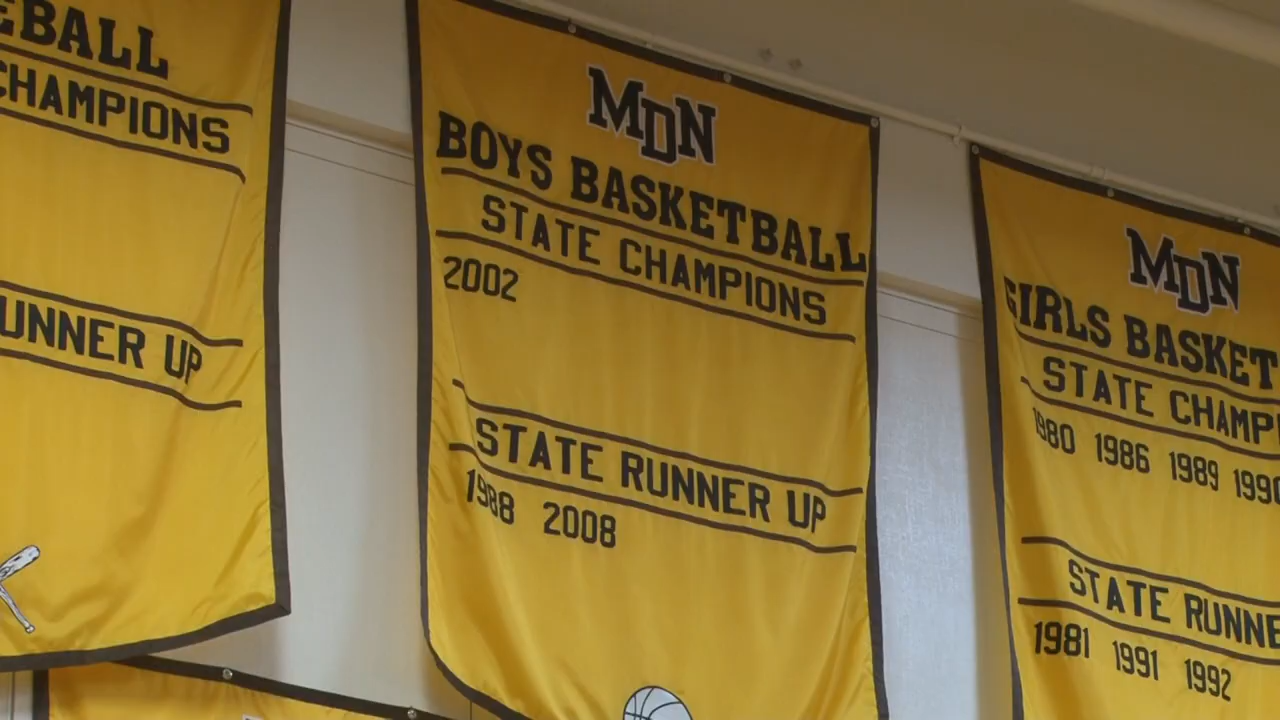 EBALL
CHAMPIONS
UNNER UP
MDN
BOYS BASKETBALL
STATE CHAMPIONS
2002
STATE RUNNER UP
1988 2008
MDN
GIRLS BASKET
STATE CHAMPI
1980 1986 1989 1990
STATE RUNNE
1981 1991 1992